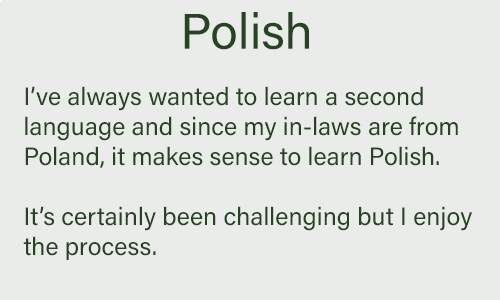 Polish
I’ve always wanted to learn a second
language and since my in-laws are from
Poland, it makes sense to learn Polish.
It’s certainly been challenging but I enjoy
the process.